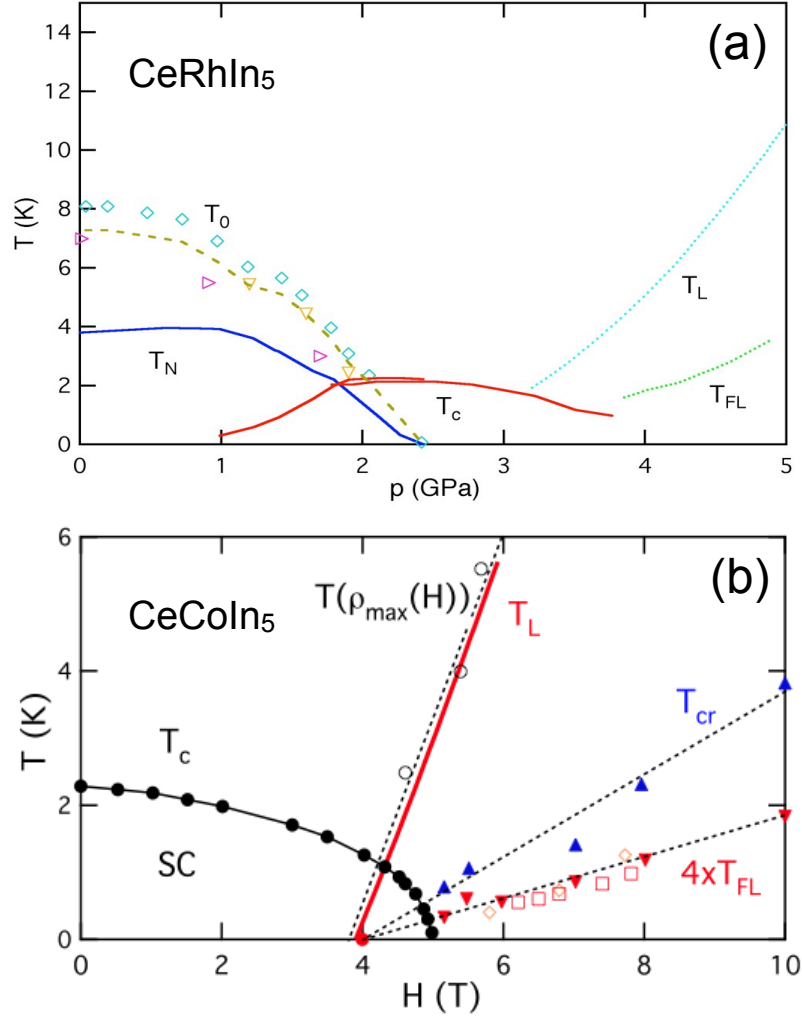 (a)
CeRhIn5
14
12
10
8
6
4
2
0
T (K)
T0
TN
Tc
TL
TFL
0
1
2
3
4
5
p (GPa)
(b)
CeCoIn5
6
4
2
0
T (K)
T(ρmax(H))
TL
Tcr
Tc
SC
4xTFL
0
2
4
6
8
10
H (T)